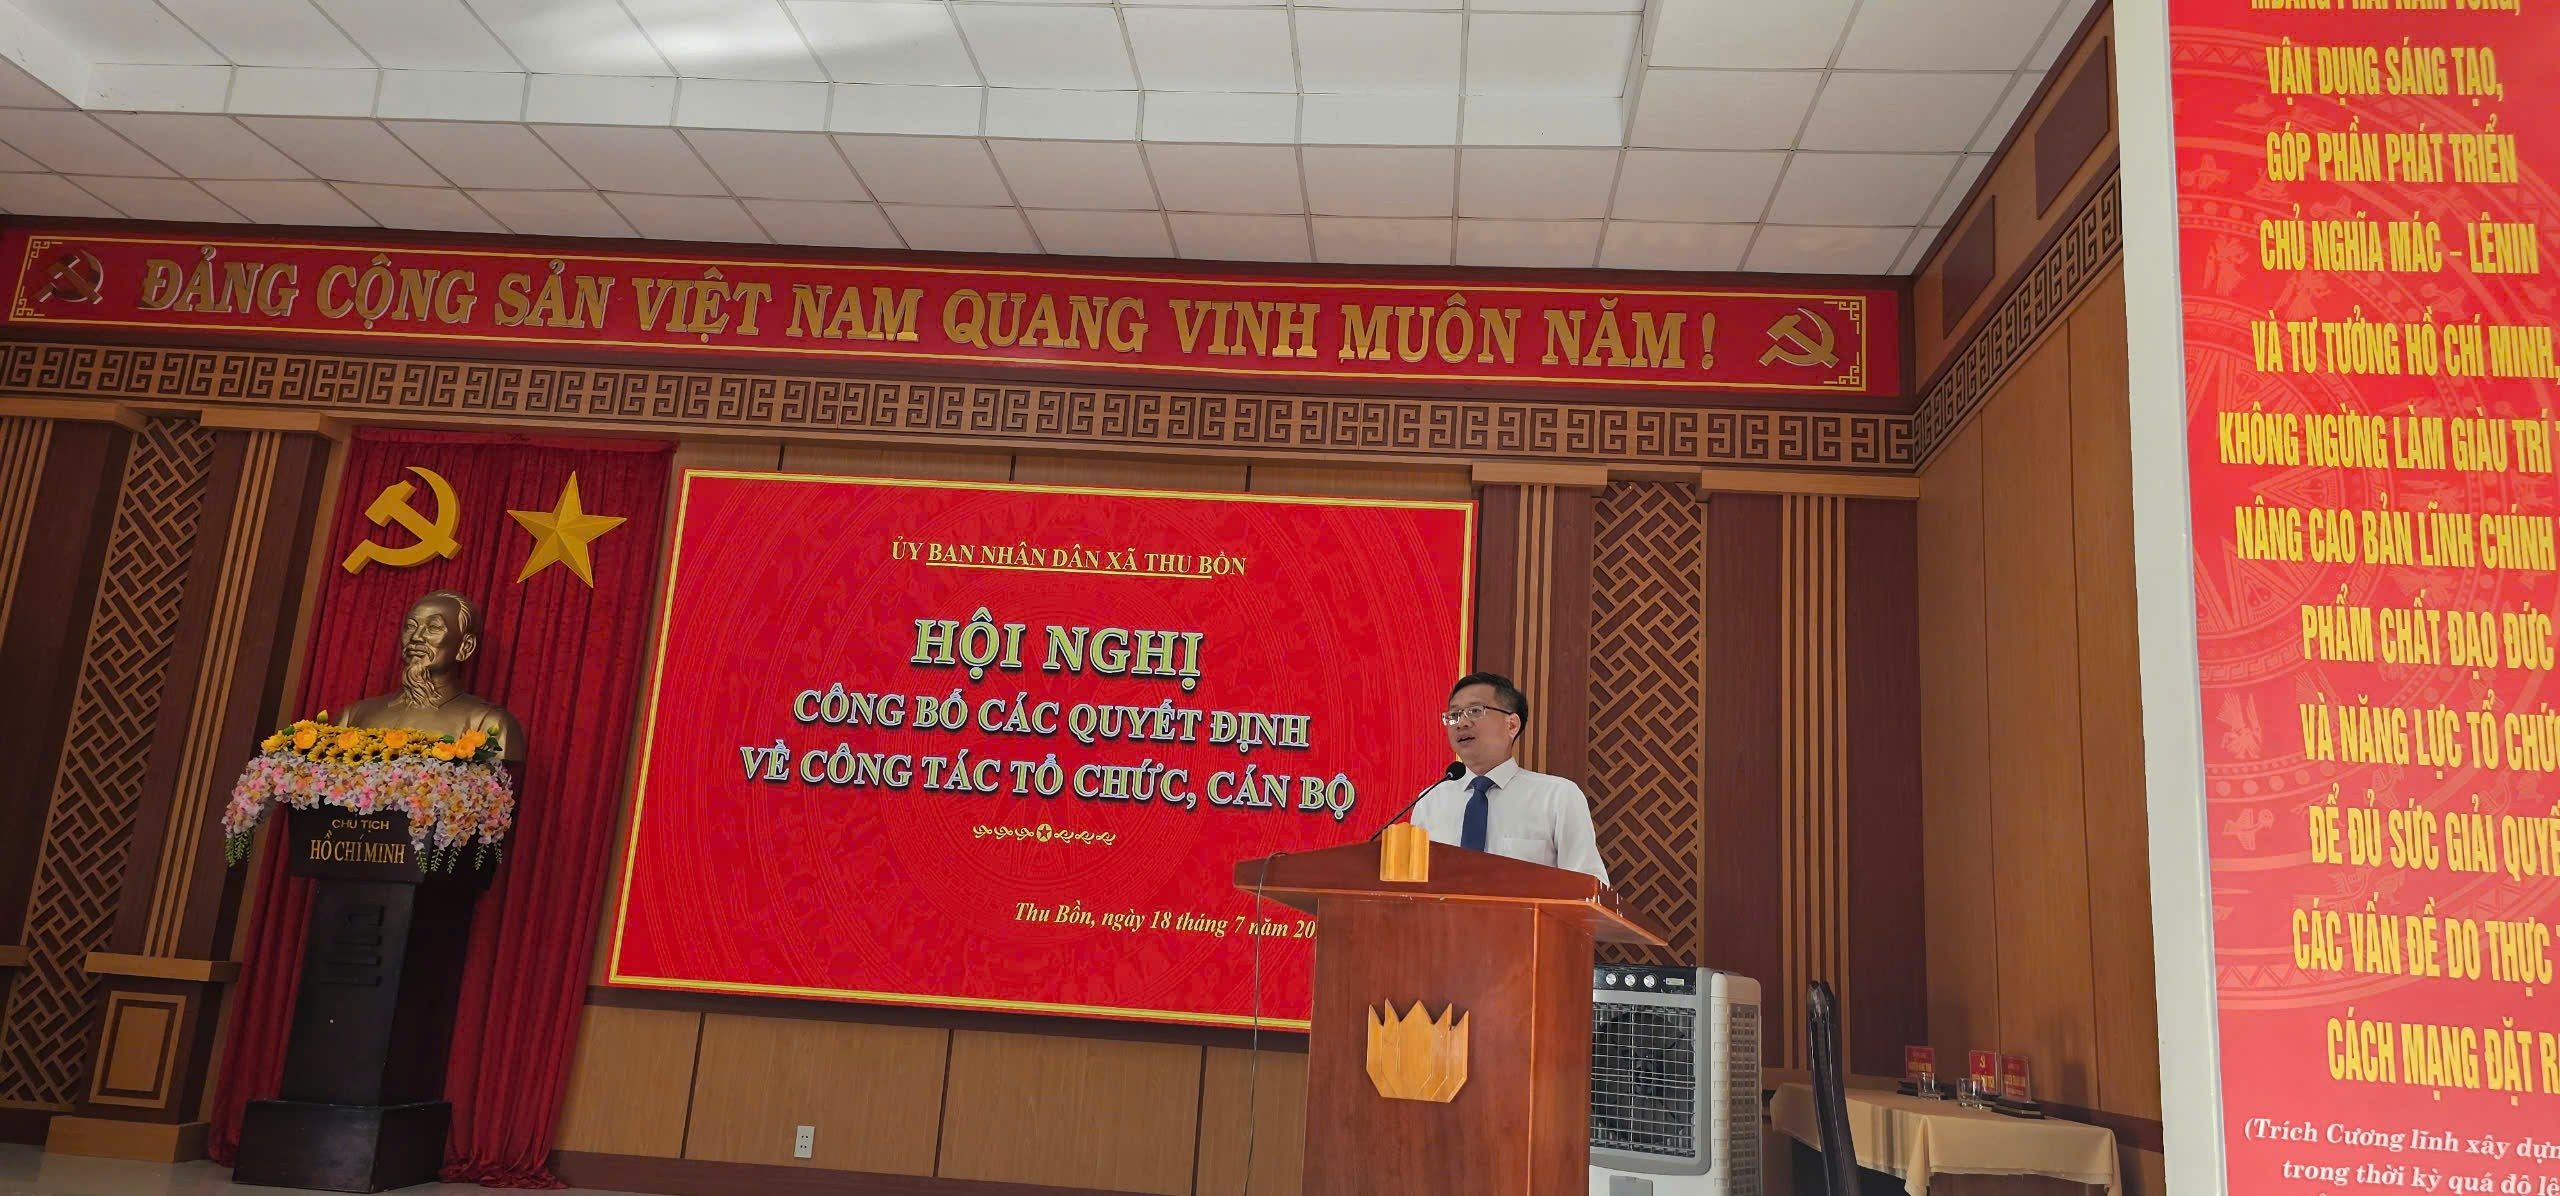 ĐẢNG CỘNG SẢN VIỆT NAM QUANG VINH MUÔN NĂM !
ỦY BAN NHÂN DÂN XÃ THU BỒN
HỘI NGHỊ
CÔNG BỐ CÁC QUYẾT ĐỊNH
VỀ CÔNG TÁC TỔ CHỨC, CÁN BỘ
Thu Bồn, ngày 18 tháng 7 năm 20
CHỦ TỊCH
HỒ CHÍ MINH
PHẢI NẮM VỮNG,
VẬN DỤNG SÁNG TẠO,
GÓP PHẦN PHÁT TRIỂN
CHỦ NGHĨA MÁC - LÊNIN
VÀ TƯ TƯỞNG HỒ CHÍ MINH,
KHÔNG NGỪNG LÀM GIÀU TRÍ
NÂNG CAO BẢN LĨNH CHÍNH
PHẨM CHẤT ĐẠO ĐỨC
VÀ NĂNG LỰC TỔ CHỨC
ĐỂ ĐỦ SỨC GIẢI QUYẾ
CÁC VẤN ĐỀ DO THỰC
CÁCH MẠNG ĐẶT R
(Trích Cương lĩnh xây dựn
trong thời kỳ quá độ lê